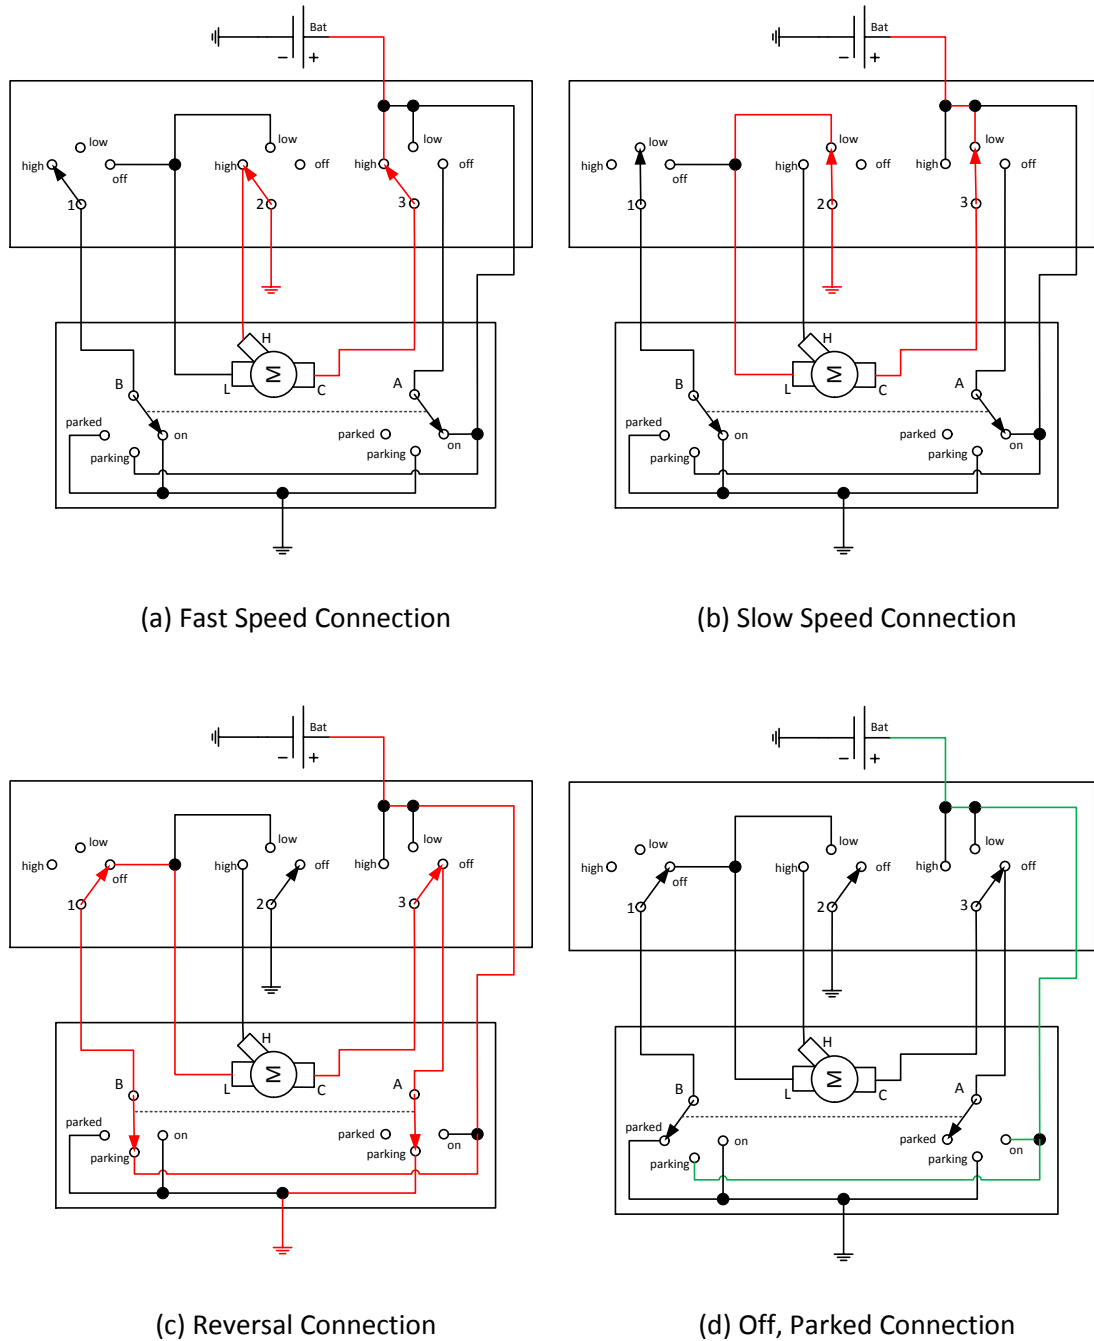 Bat
− +
low low low
high off high off high off
1 2 3
H
M
L C
B A
parked on parked on
parking parking
(a) Fast Speed Connection
Bat
− +
low low low
high off high off high off
1 2 3
H
M
L C
B A
parked on parked on
parking parking
(b) Slow Speed Connection
Bat
− +
low low low
high off high off high off
1 2 3
H
M
L C
B A
parked on parked on
parking parking
(c) Reversal Connection
Bat
− +
low low low
high off high off high off
1 2 3
H
M
L C
B A
parked on parked on
parking parking
(d) Off, Parked Connection